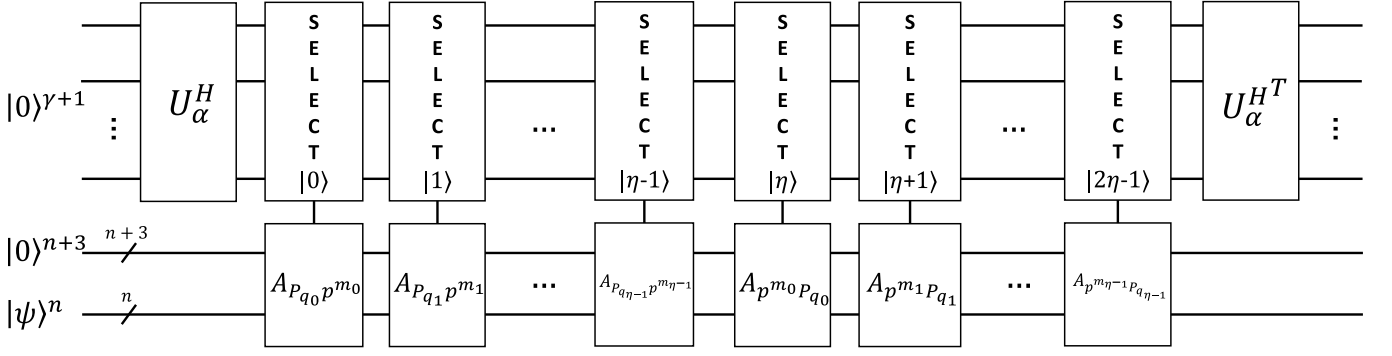 S E L E C T |0⟩
S E L E C T |1⟩
S E L E C T |η-1⟩
S E L E C T |η⟩
S E L E C T |η+1⟩
S E L E C T |2η-1⟩
|0⟩^{γ+1} ⋮ U_α^H ... ... U_α^{H^T} ⋮
|0⟩^{n+3} n + 3
A_{P_{q_0} p^{m_0}} A_{P_{q_1} p^{m_1}} ... A_{P_{q_{η-1}} p^{m_{η-1}}} A_{p^{m_0} P_{q_0}} A_{p^{m_1} P_{q_1}} ... A_{p^{m_{η-1}} P_{q_{η-1}}}
|ψ⟩^n n